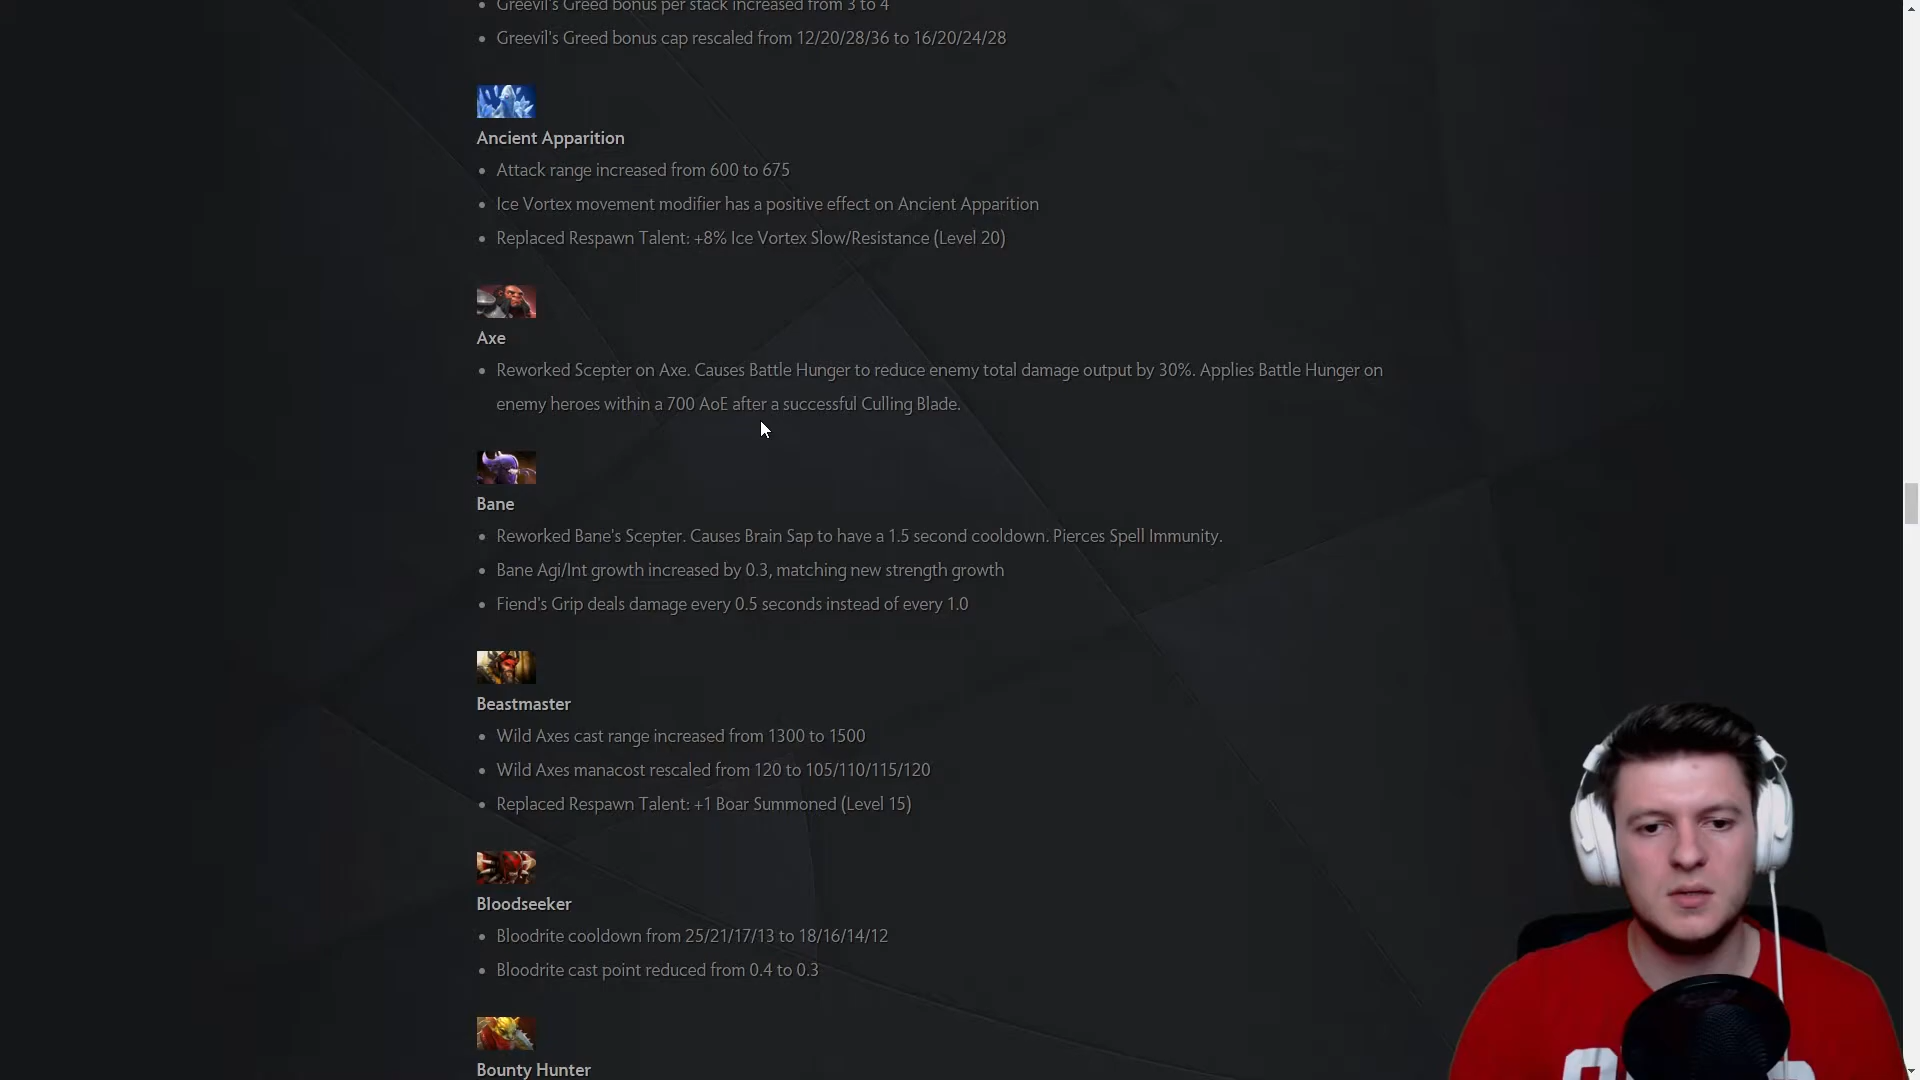 • Greevil's Greed bonus per stack increased from 3 to 4
• Greevil's Greed bonus cap rescaled from 12/20/28/36 to 16/20/24/28
Ancient Apparition
• Attack range increased from 600 to 675
• Ice Vortex movement modifier has a positive effect on Ancient Apparition
• Replaced Respawn Talent: +8% Ice Vortex Slow/Resistance (Level 20)
Axe
• Reworked Scepter on Axe. Causes Battle Hunger to reduce enemy total damage output by 30%. Applies Battle Hunger on
enemy heroes within a 700 AoE after a successful Culling Blade.
Bane
• Reworked Bane's Scepter. Causes Brain Sap to have a 1.5 second cooldown. Pierces Spell Immunity.
• Bane Agi/Int growth increased by 0.3, matching new strength growth
• Fiend's Grip deals damage every 0.5 seconds instead of every 1.0
Beastmaster
• Wild Axes cast range increased from 1300 to 1500
• Wild Axes manacost rescaled from 120 to 105/110/115/120
• Replaced Respawn Talent: +1 Boar Summoned (Level 15)
Bloodseeker
• Bloodrite cooldown from 25/21/17/13 to 18/16/14/12
• Bloodrite cast point reduced from 0.4 to 0.3
Bounty Hunter